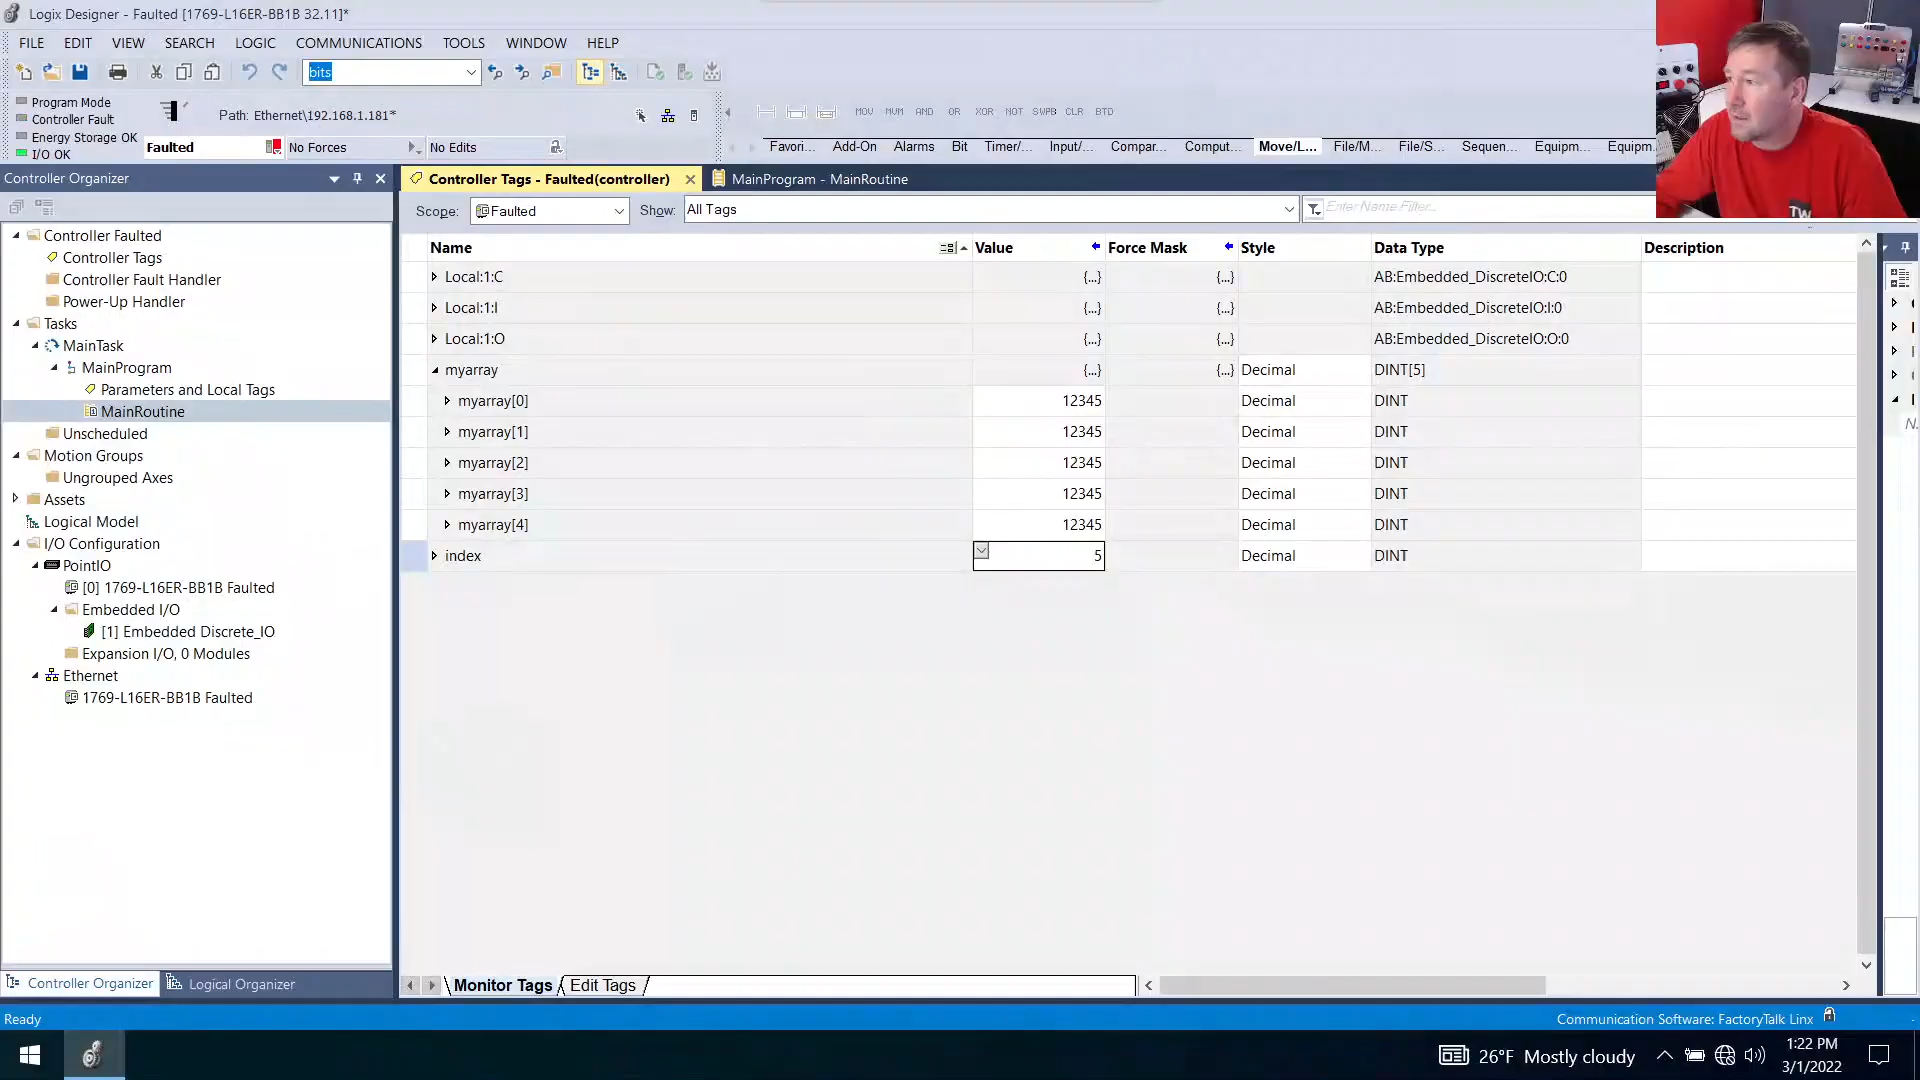 Logix Designer - Faulted [1769-L16ER-BB1B 32.11]*
FILE EDIT VIEW SEARCH LOGIC COMMUNICATIONS TOOLS WINDOW HELP
bits
Program Mode
Controller Fault
Energy Storage OK
I/O OK
Path: Ethernet\192.168.1.181*
Faulted
No Forces
No Edits
MOV MVM AND OR XOR NOT SWPB CLR BTD
Favori... Add-On Alarms Bit Timer/... Input/... Compar... Comput... Move/L... File/M... File/S... Sequen... Equipm... Equipm
TW
Controller Organizer
Controller Faulted
Controller Tags
Controller Fault Handler
Power-Up Handler
Tasks
MainTask
MainProgram
Parameters and Local Tags
MainRoutine
Unscheduled
Motion Groups
Ungrouped Axes
Assets
Logical Model
I/O Configuration
PointIO
[0] 1769-L16ER-BB1B Faulted
Embedded I/O
[1] Embedded Discrete_IO
Expansion I/O, 0 Modules
Ethernet
1769-L16ER-BB1B Faulted
Controller Organizer
Logical Organizer
Controller Tags - Faulted(controller)
MainProgram - MainRoutine
Scope: Faulted Show: All Tags Enter Name Filter...
Name Value Force Mask Style Data Type Description
Local:1:C {...} {...} AB:Embedded_DiscreteIO:C:0
Local:1:I {...} {...} AB:Embedded_DiscreteIO:I:0
Local:1:O {...} {...} AB:Embedded_DiscreteIO:O:0
myarray {...} {...} Decimal DINT[5]
myarray[0] 12345 Decimal DINT
myarray[1] 12345 Decimal DINT
myarray[2] 12345 Decimal DINT
myarray[3] 12345 Decimal DINT
myarray[4] 12345 Decimal DINT
index 5 Decimal DINT
N.
Monitor Tags Edit Tags
Ready
Communication Software: FactoryTalk Linx
26°F Mostly cloudy
1:22 PM
3/1/2022